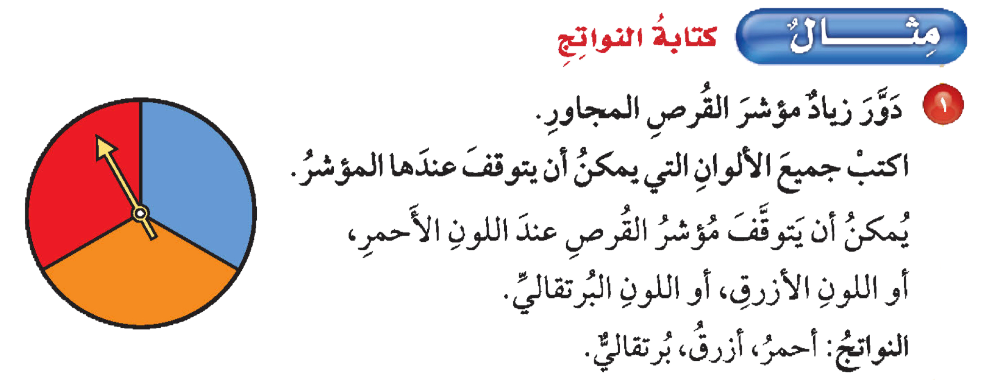 مِثـــالٌ كتابةُ النواتِجِ
١ دَوَّرَ زيادٌ مؤشرَ القُرصِ المجاورِ.
اكتبْ جميعَ الألوانِ التي يمكنُ أن يتوقفَ عندَها المؤشرُ.
يُمكنُ أن يَتوقَّفَ مُؤشرُ القُرصِ عندَ اللونِ الأَحمرِ،
أو اللونِ الأزرقِ، أو اللونِ البُرتقاليِّ.
النواتجُ: أحمرُ، أزرقُ، بُرتقاليٌّ.